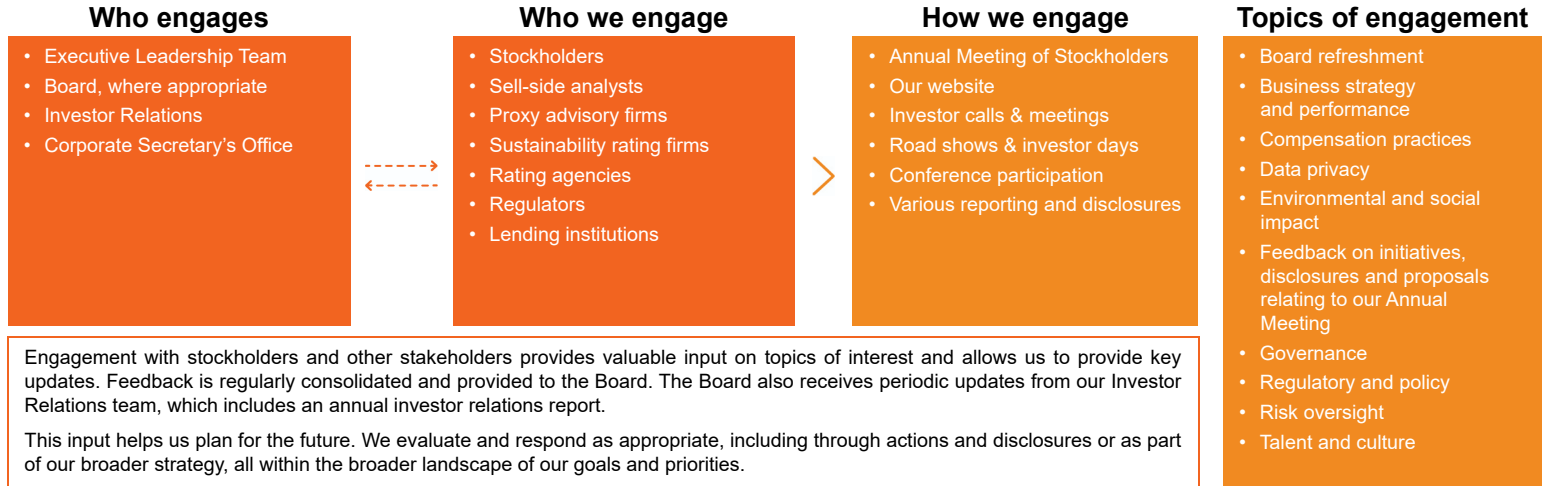 Who engages
• Executive Leadership Team
• Board, where appropriate
• Investor Relations
• Corporate Secretary’s Office
Who we engage
• Stockholders
• Sell-side analysts
• Proxy advisory firms
• Sustainability rating firms
• Rating agencies
• Regulators
• Lending institutions
How we engage
• Annual Meeting of Stockholders
• Our website
• Investor calls & meetings
• Road shows & investor days
• Conference participation
• Various reporting and disclosures
Topics of engagement
• Board refreshment
• Business strategy
and performance
• Compensation practices
• Data privacy
• Environmental and social
impact
• Feedback on initiatives,
disclosures and proposals
relating to our Annual
Meeting
• Governance
• Regulatory and policy
• Risk oversight
• Talent and culture
Engagement with stockholders and other stakeholders provides valuable input on topics of interest and allows us to provide key
updates. Feedback is regularly consolidated and provided to the Board. The Board also receives periodic updates from our Investor
Relations team, which includes an annual investor relations report.
This input helps us plan for the future. We evaluate and respond as appropriate, including through actions and disclosures or as part
of our broader strategy, all within the broader landscape of our goals and priorities.